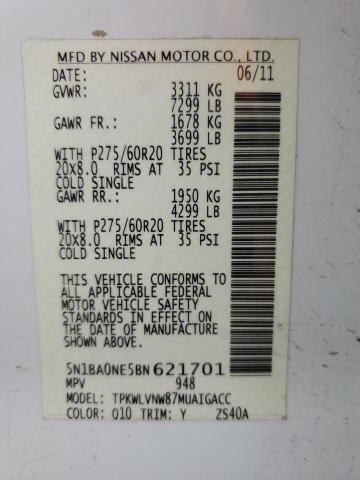 MFD BY NISSAN MOTOR CO., LTD.
DATE: 06/11
GVWR: 3311 KG
7299 LB
GAWR FR.: 1678 KG
3699 LB
WITH P275/60R20 TIRES
20x8.0 RIMS AT 35 PSI
COLD SINGLE
GAWR RR.: 1950 KG
4299 LB
WITH P275/60R20 TIRES
20x8.0 RIMS AT 35 PSI
COLD SINGLE
THIS VEHICLE CONFORMS TO
ALL APPLICABLE FEDERAL
MOTOR VEHICLE SAFETY
STANDARDS IN EFFECT ON
THE DATE OF MANUFACTURE
SHOWN ABOVE
5N1BA0NE5BN621701
MPV 948
MODEL: TPKWLVNW87MUAIGACC
COLOR: Q10 TRIM: Y ZS40A